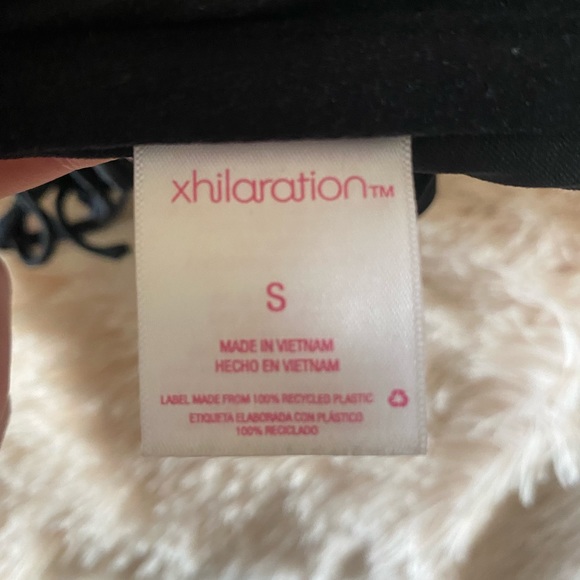 xhilaration™
S
MADE IN VIETNAM
HECHO EN VIETNAM
LABEL MADE FROM 100% RECYCLED PLASTIC
ETIQUETA ELABORADA CON PLÁSTICO
100% RECICLADO